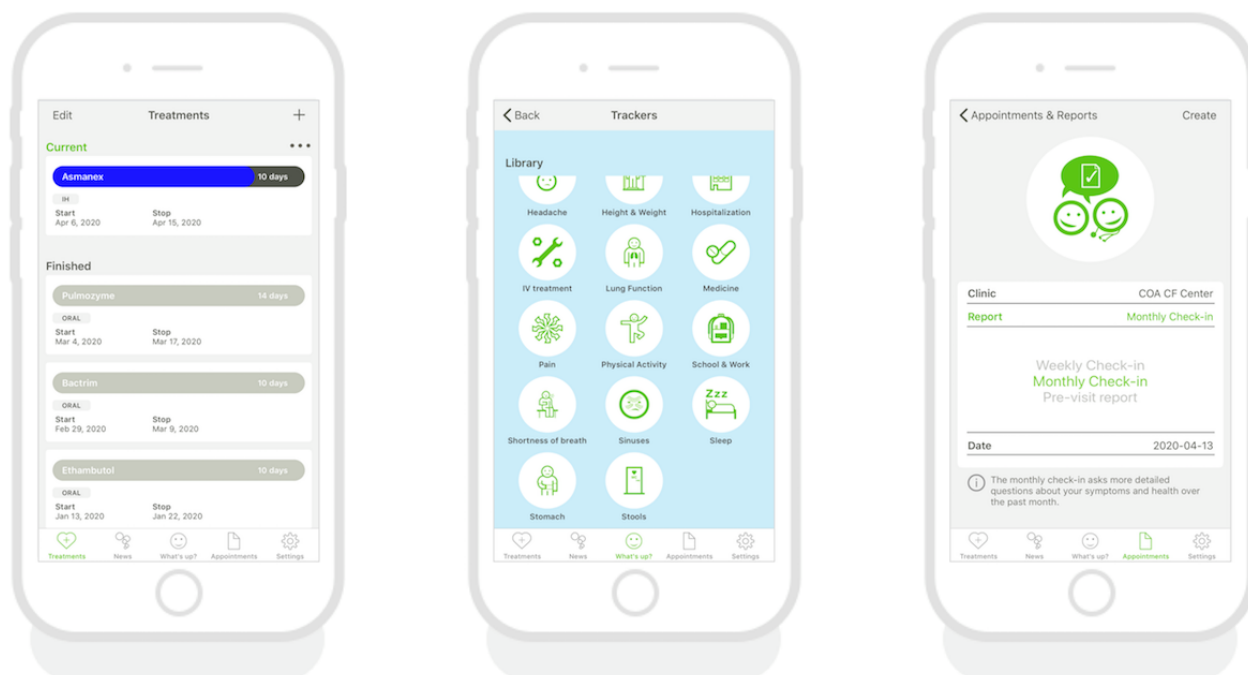 Edit Treatments +
Current
Asmanex 10 days
IH
Start Stop
Apr 6, 2020 Apr 15, 2020
Finished
Pulmozyme 14 days
ORAL
Start Stop
Mar 4, 2020 Mar 17, 2020
Bactrim 10 days
ORAL
Start Stop
Feb 29, 2020 Mar 9, 2020
Ethambutol 10 days
ORAL
Start Stop
Jan 13, 2020 Jan 22, 2020
Treatments News What's up? Appointments Settings
Back Trackers
Library
Headache Height & Weight Hospitalization
IV treatment Lung Function Medicine
Pain Physical Activity School & Work
Zzz
Shortness of breath Sinuses Sleep
Stomach Stools
Treatments News What's up? Appointments Settings
Appointments & Reports Create
Clinic COA CF Center
Report Monthly Check-in
Weekly Check-in
Monthly Check-in
Pre-visit report
Date 2020-04-13
The monthly check-in asks more detailed
questions about your symptoms and health over
the past month.
Treatments News What's up? Appointments Settings